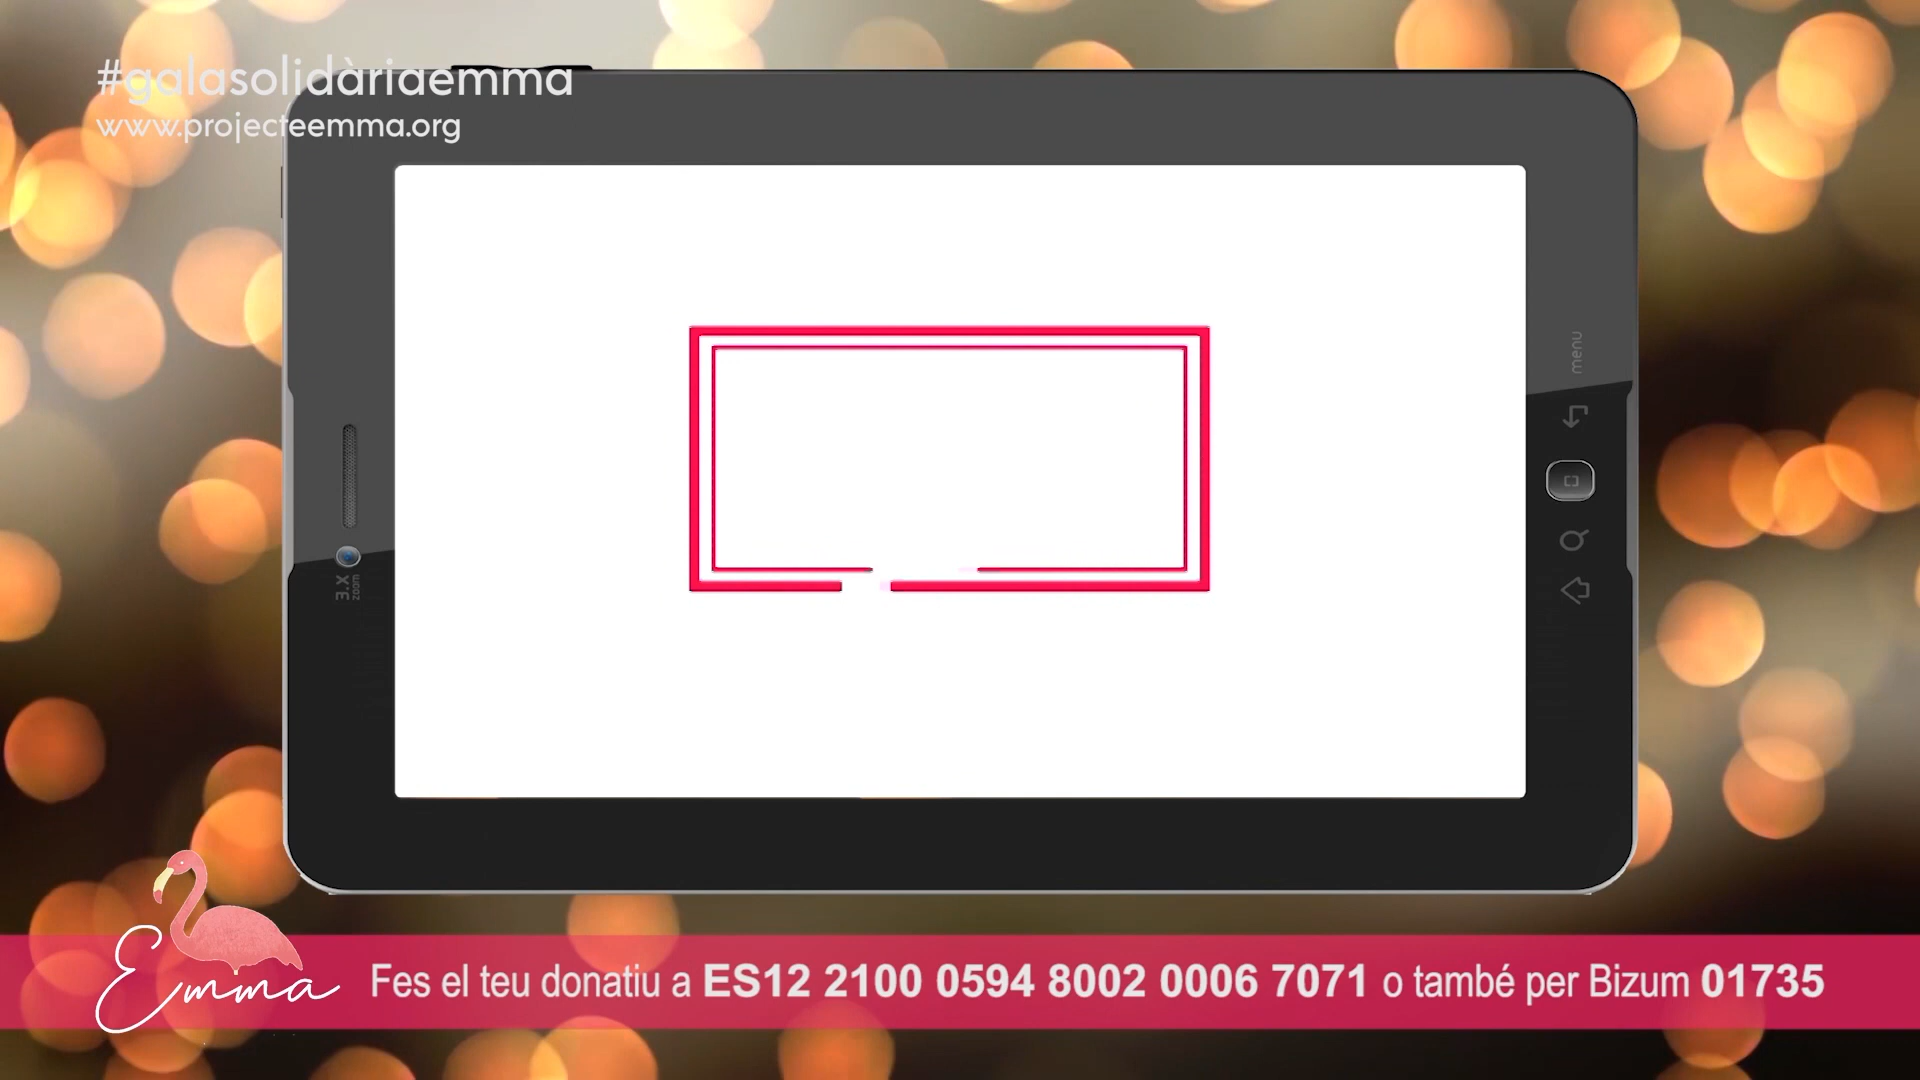 #galasolidàriaemma
www.projecteemma.org
menu
3.X
zoom
Emma
Fes el teu donatiu a ES12 2100 0594 8002 0006 7071 o també per Bizum 01735